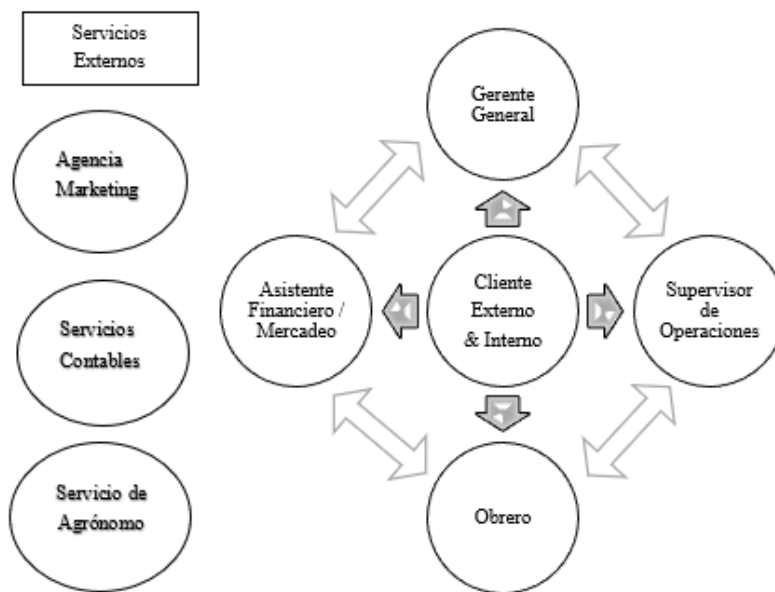 Servicios
Externos
Agencia
Marketing
Servicios
Contables
Servicio de
Agrónomo
Gerente
General
Asistente
Financiero /
Mercadeo
Cliente
Externo
& Interno
Supervisor
de
Operaciones
Obrero